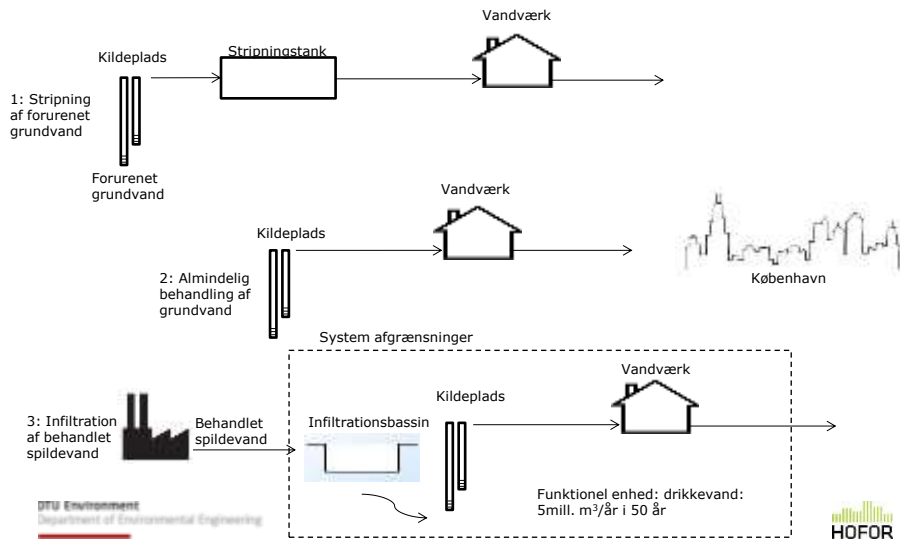 Vandværk
Kildeplads
Stripningstank
1: Stripning
af forurenet
grundvand
Forurenet
grundvand
Vandværk
Kildeplads
2: Almindelig
behandling af
grundvand
København
System afgrænsninger
Vandværk
Kildeplads
3: Infiltration
af behandlet
spildevand
Behandlet
spildevand
Infiltrationsbassin
Funktionel enhed: drikkevand:
5mill. m³/år i 50 år
DTU Environment
Department of Environmental Engineering
HOFOR